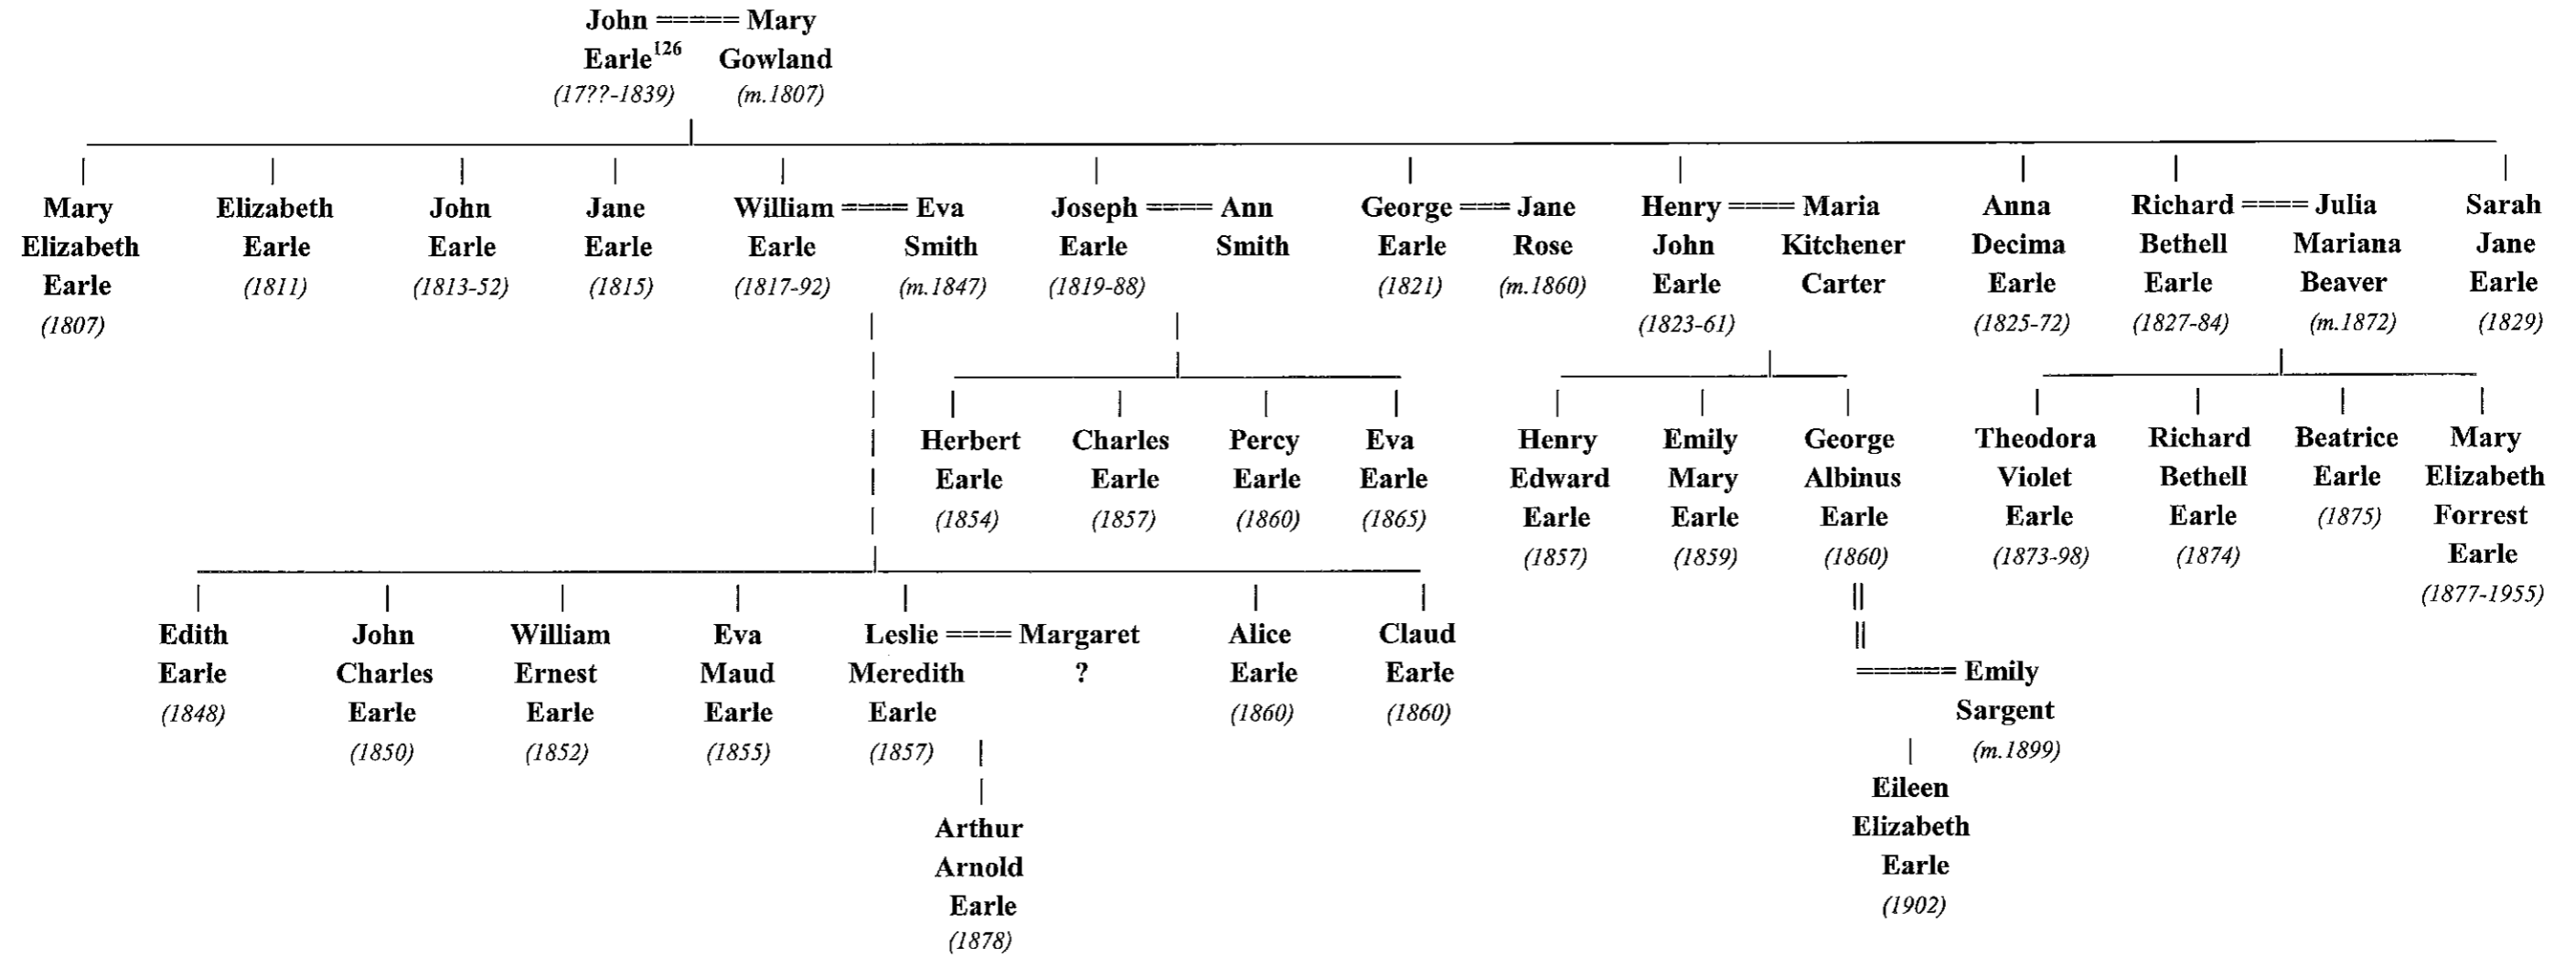 John ===== Mary
Earle126 Gowland
(17??-1839) (m.1807)
Mary Elizabeth John Jane William ==== Eva Joseph ==== Ann George === Jane Henry ==== Maria Anna Richard ==== Julia Sarah
Elizabeth Earle Earle Earle Earle Smith Earle Smith Earle Rose John Kitchener Decima Bethell Mariana Jane
Earle (1811) (1813-52) (1815) (1817-92) (m.1847) (1819-88) (1821) (m.1860) Earle Carter Earle Earle Beaver Earle
(1807) (1823-61) (1825-72) (1827-84) (m.1872) (1829)
Herbert Charles Percy Eva Henry Emily George Theodora Richard Beatrice Mary
Earle Earle Earle Earle Edward Mary Albinus Violet Bethell Earle Elizabeth
(1854) (1857) (1860) (1865) Earle Earle Earle Earle Earle (1875) Forrest
(1857) (1859) (1860) (1873-98) (1874) Earle
(1877-1955)
Edith John William Eva Leslie ==== Margaret Alice Claud
Earle Charles Ernest Maud Meredith ? Earle Earle
(1848) Earle Earle Earle Earle (1860) (1860)
(1850) (1852) (1855) (1857)
====== Emily
Sargent
(m.1899)
Eileen
Elizabeth
Earle
(1902)
Arthur
Arnold
Earle
(1878)